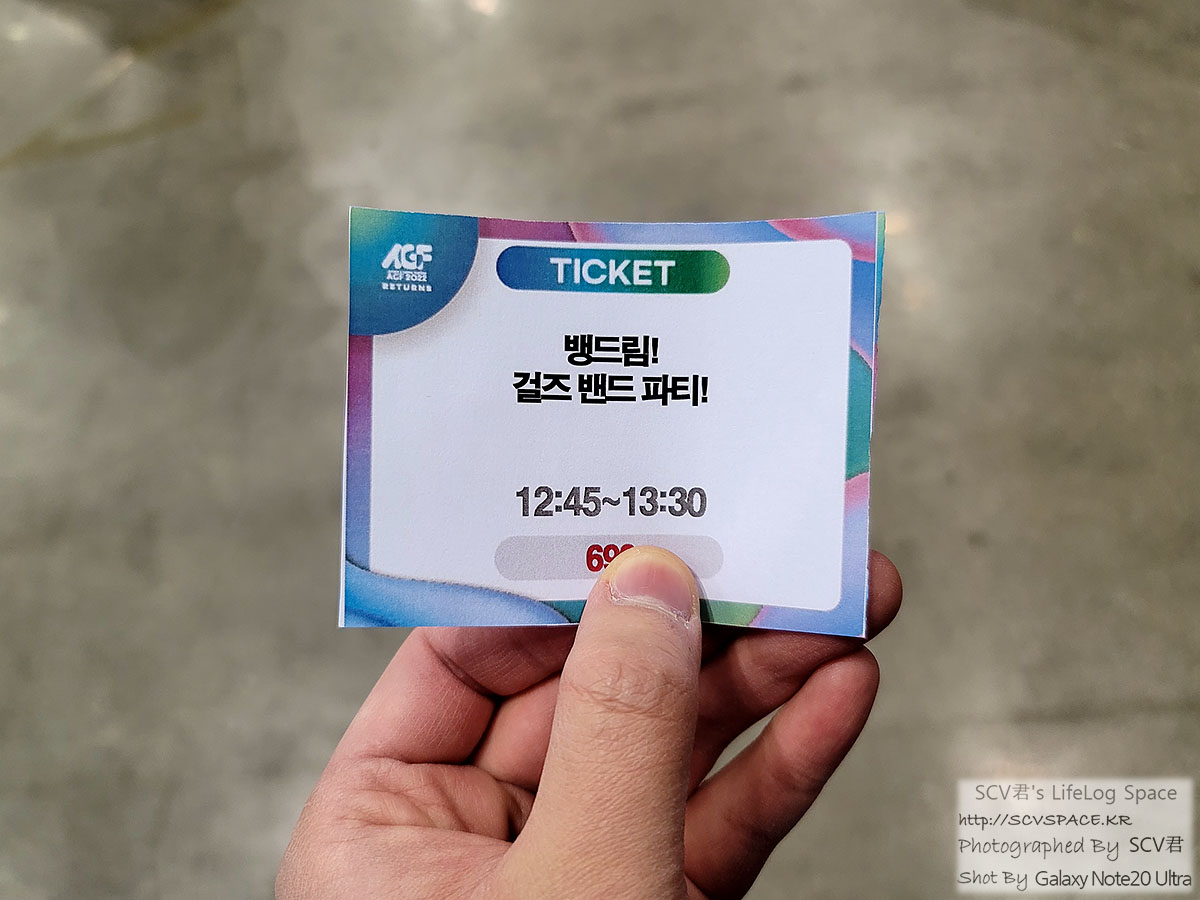 AGF
AGF 2022
RETURNS
TICKET
뱅드림!
걸즈 밴드 파티!
12:45~13:30
SCV君's LifeLog Space
http://SCVSPACE.KR
Photographed By SCV君
Shot By Galaxy Note20 Ultra